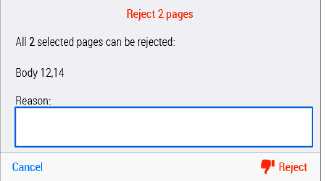 Reject 2 pages
All 2 selected pages can be rejected:
Body 12,14
Reason:
Cancel
Reject